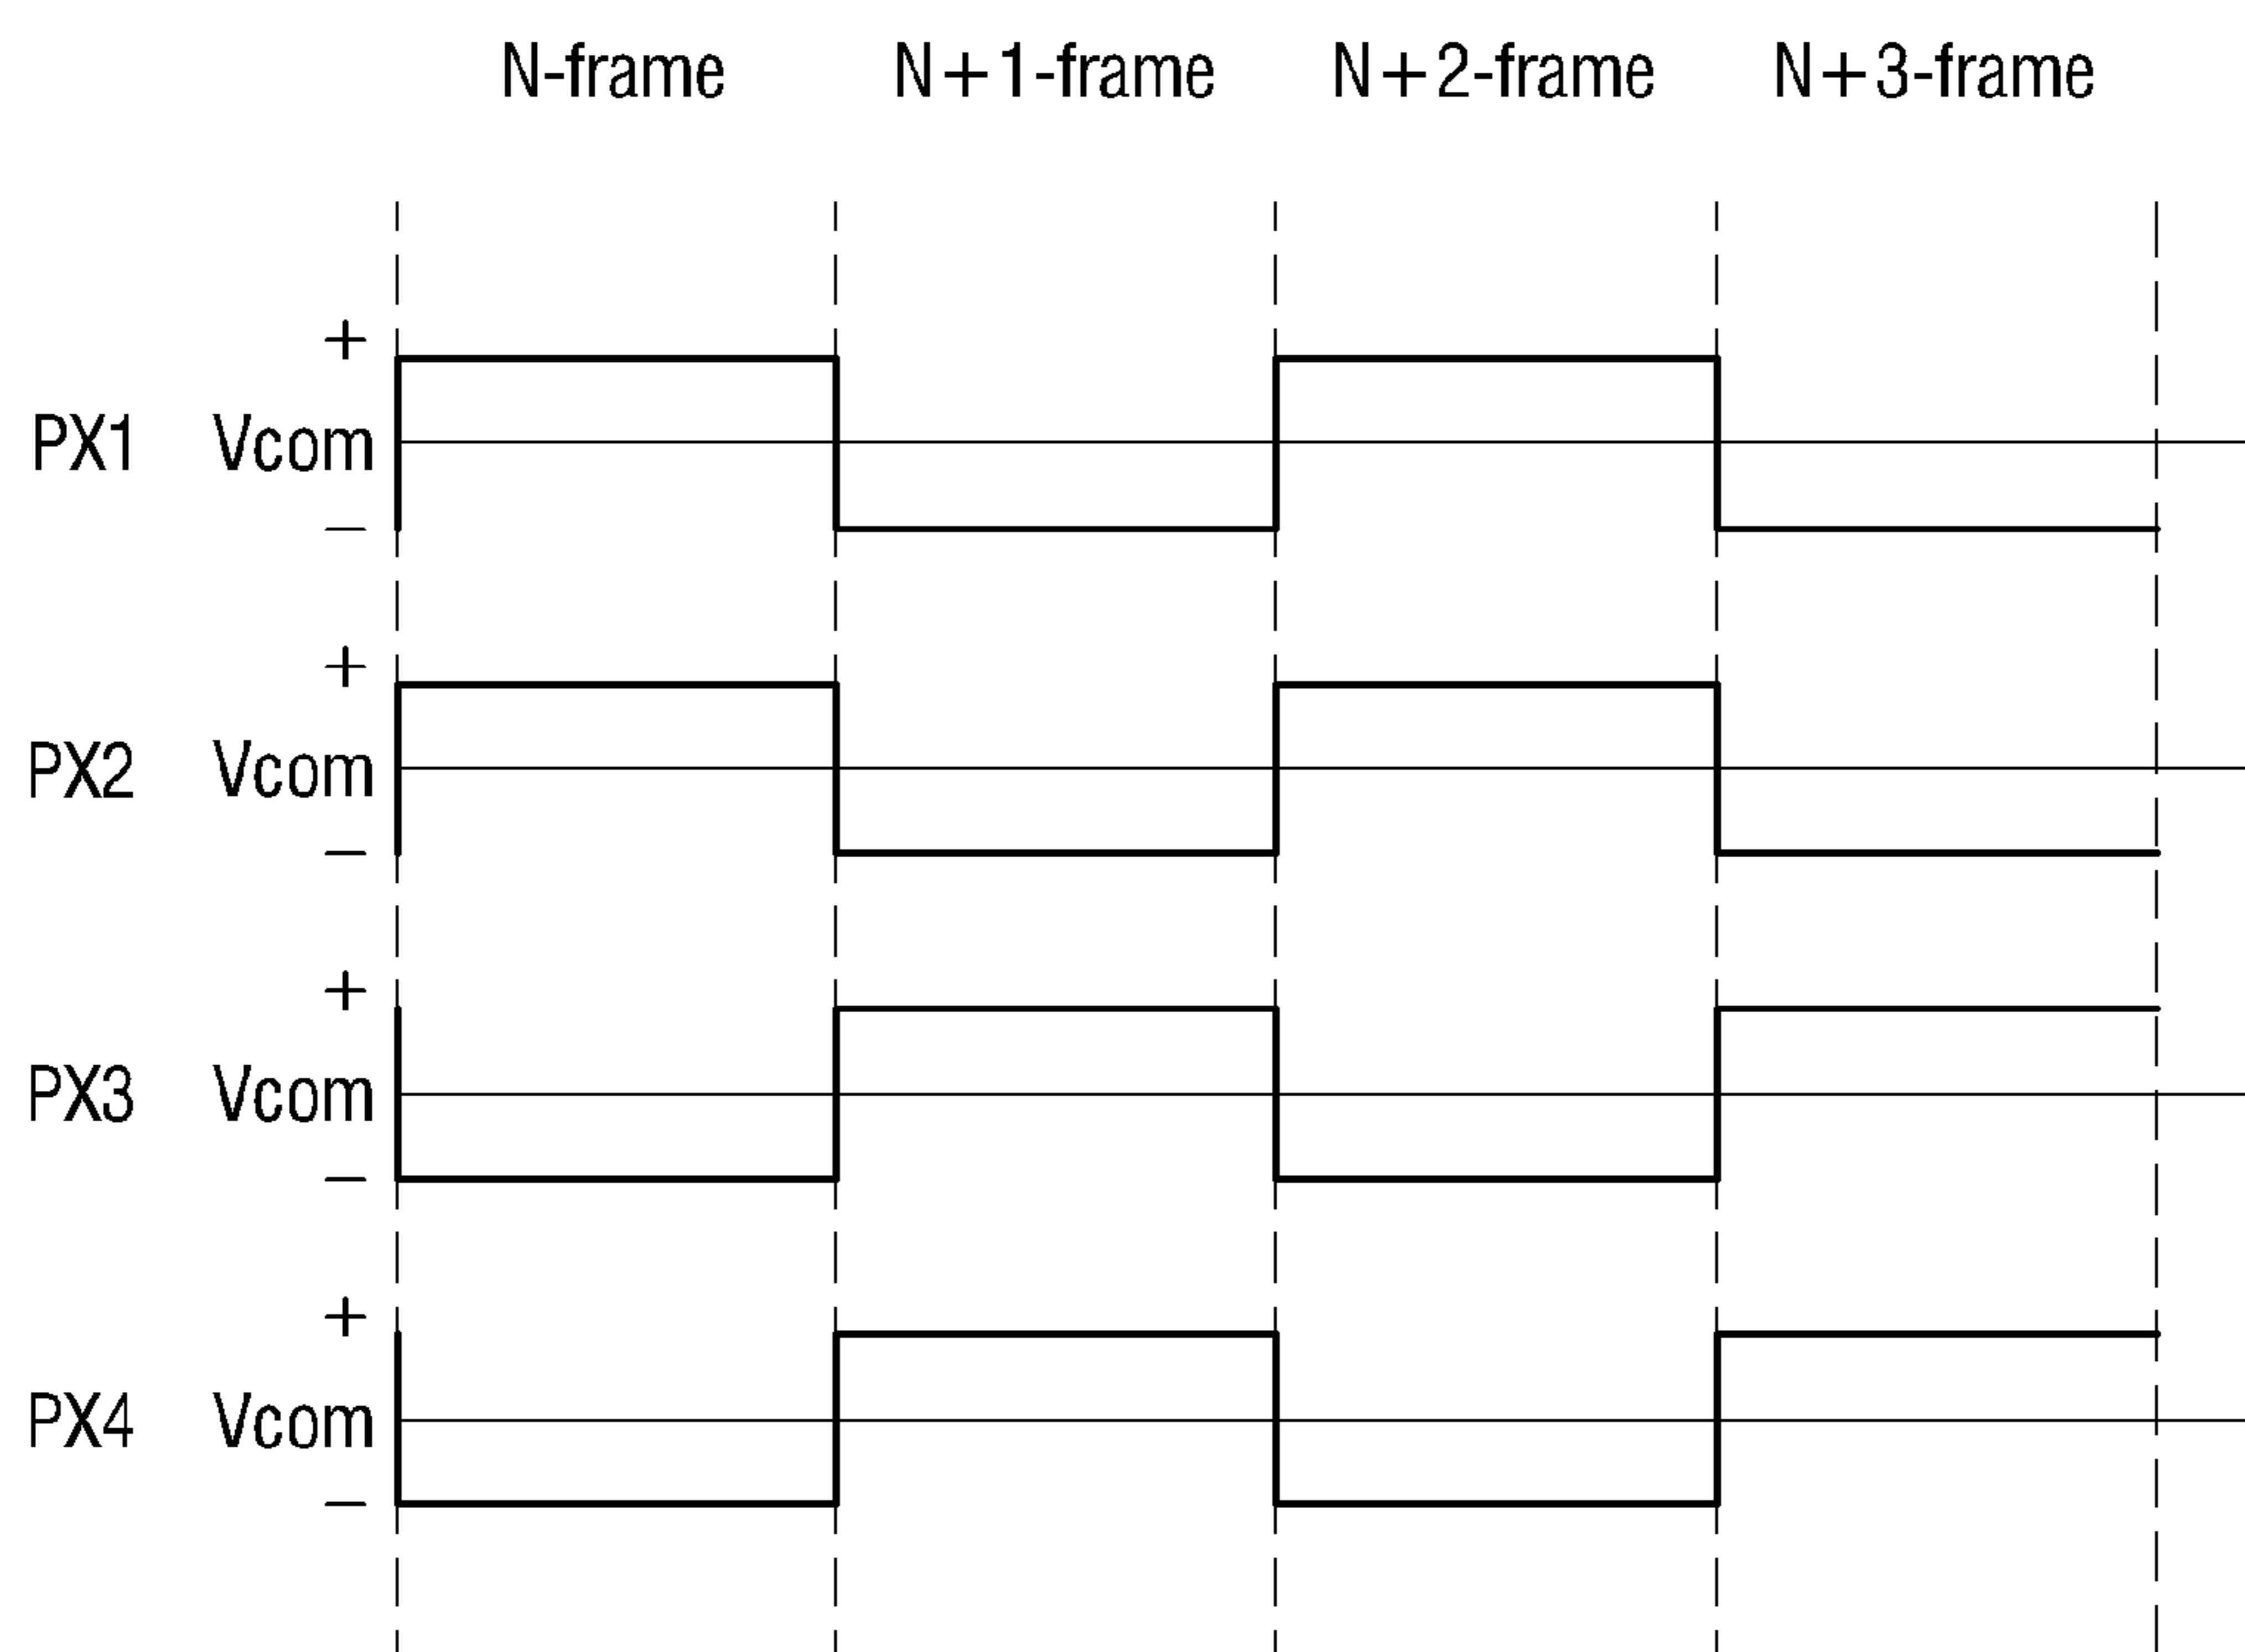 N-frame N+1-frame N+2-frame N+3-frame
+
PX1 Vcom
−
+
PX2 Vcom
−
+
PX3 Vcom
−
+
PX4 Vcom
−